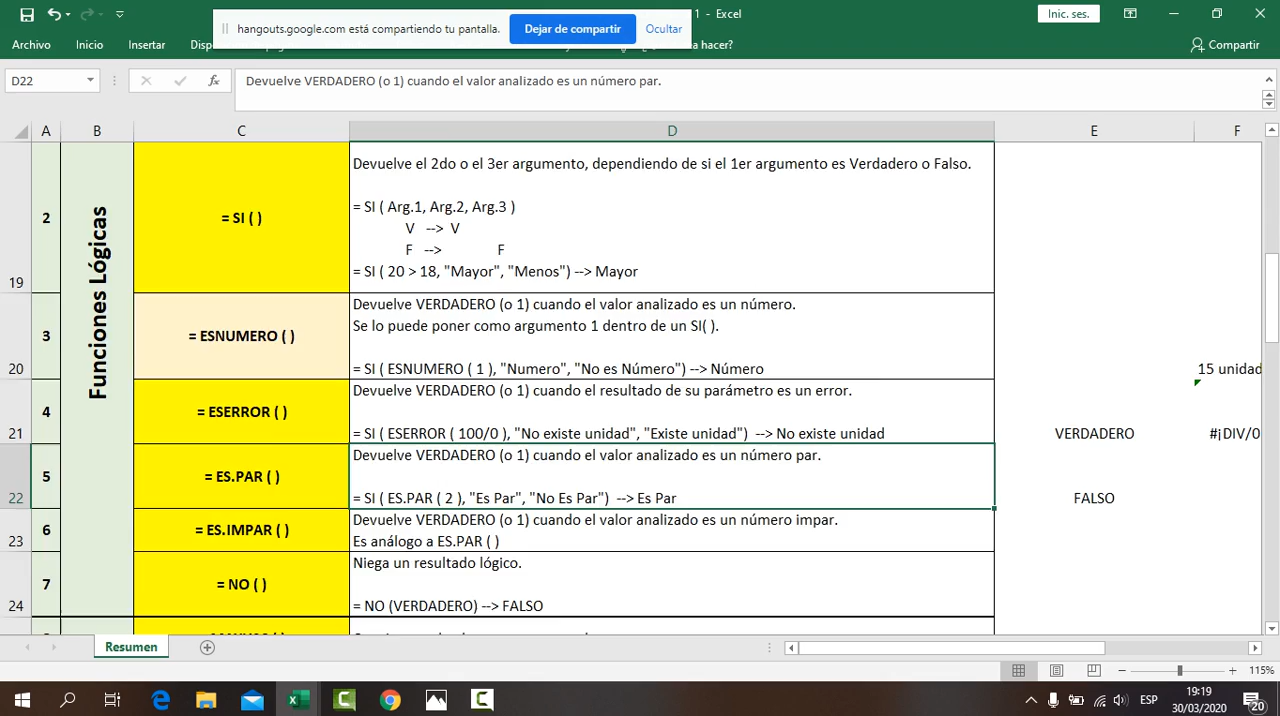 1 - Excel
Inic. ses.
hangouts.google.com está compartiendo tu pantalla.
Dejar de compartir
Ocultar
Archivo
Inicio
Insertar
hacer?
Compartir
D22
fx
Devuelve VERDADERO (o 1) cuando el valor analizado es un número par.
A
B
C
D
E
F
Funciones Lógicas
19
2
= SI ( )
Devuelve el 2do o el 3er argumento, dependiendo de si el 1er argumento es Verdadero o Falso.
= SI ( Arg.1, Arg.2, Arg.3 )
V --> V
F --> F
= SI ( 20 > 18, "Mayor", "Menos") --> Mayor
20
3
= ESNUMERO ( )
Devuelve VERDADERO (o 1) cuando el valor analizado es un número.
Se lo puede poner como argumento 1 dentro de un SI( ).
= SI ( ESNUMERO ( 1 ), "Numero", "No es Número") --> Número
15 unidad
21
4
= ESERROR ( )
Devuelve VERDADERO (o 1) cuando el resultado de su parámetro es un error.
= SI ( ESERROR ( 100/0 ), "No existe unidad", "Existe unidad") --> No existe unidad
VERDADERO
#¡DIV/0
22
5
= ES.PAR ( )
Devuelve VERDADERO (o 1) cuando el valor analizado es un número par.
= SI ( ES.PAR ( 2 ), "Es Par", "No Es Par") --> Es Par
FALSO
23
6
= ES.IMPAR ( )
Devuelve VERDADERO (o 1) cuando el valor analizado es un número impar.
Es análogo a ES.PAR ( )
24
7
= NO ( )
Niega un resultado lógico.
= NO (VERDADERO) --> FALSO
Resumen
115%
ESP
19:19
30/03/2020
20